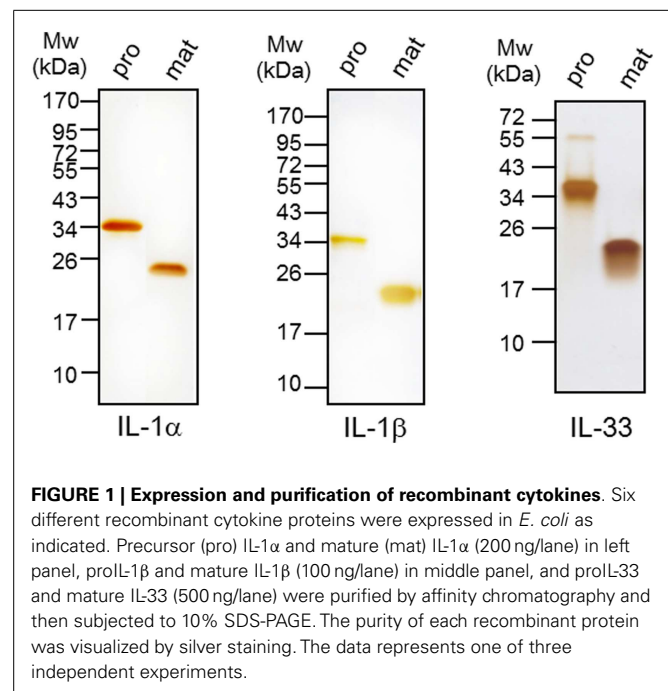 Mw
(kDa)
pro
mat
170
95
72
55
43
34
26
17
10
IL-1α
Mw
(kDa)
pro
mat
170
95
72
55
43
34
26
17
10
IL-1β
Mw
(kDa)
pro
mat
72
55
43
34
26
17
10
IL-33
FIGURE 1 | Expression and purification of recombinant cytokines. Six
different recombinant cytokine proteins were expressed in E. coli as
indicated. Precursor (pro) IL-1α and mature (mat) IL-1α (200 ng/lane) in left
panel, proIL-1β and mature IL-1β (100 ng/lane) in middle panel, and proIL-33
and mature IL-33 (500 ng/lane) were purified by affinity chromatography and
then subjected to 10% SDS-PAGE. The purity of each recombinant protein
was visualized by silver staining. The data represents one of three
independent experiments.